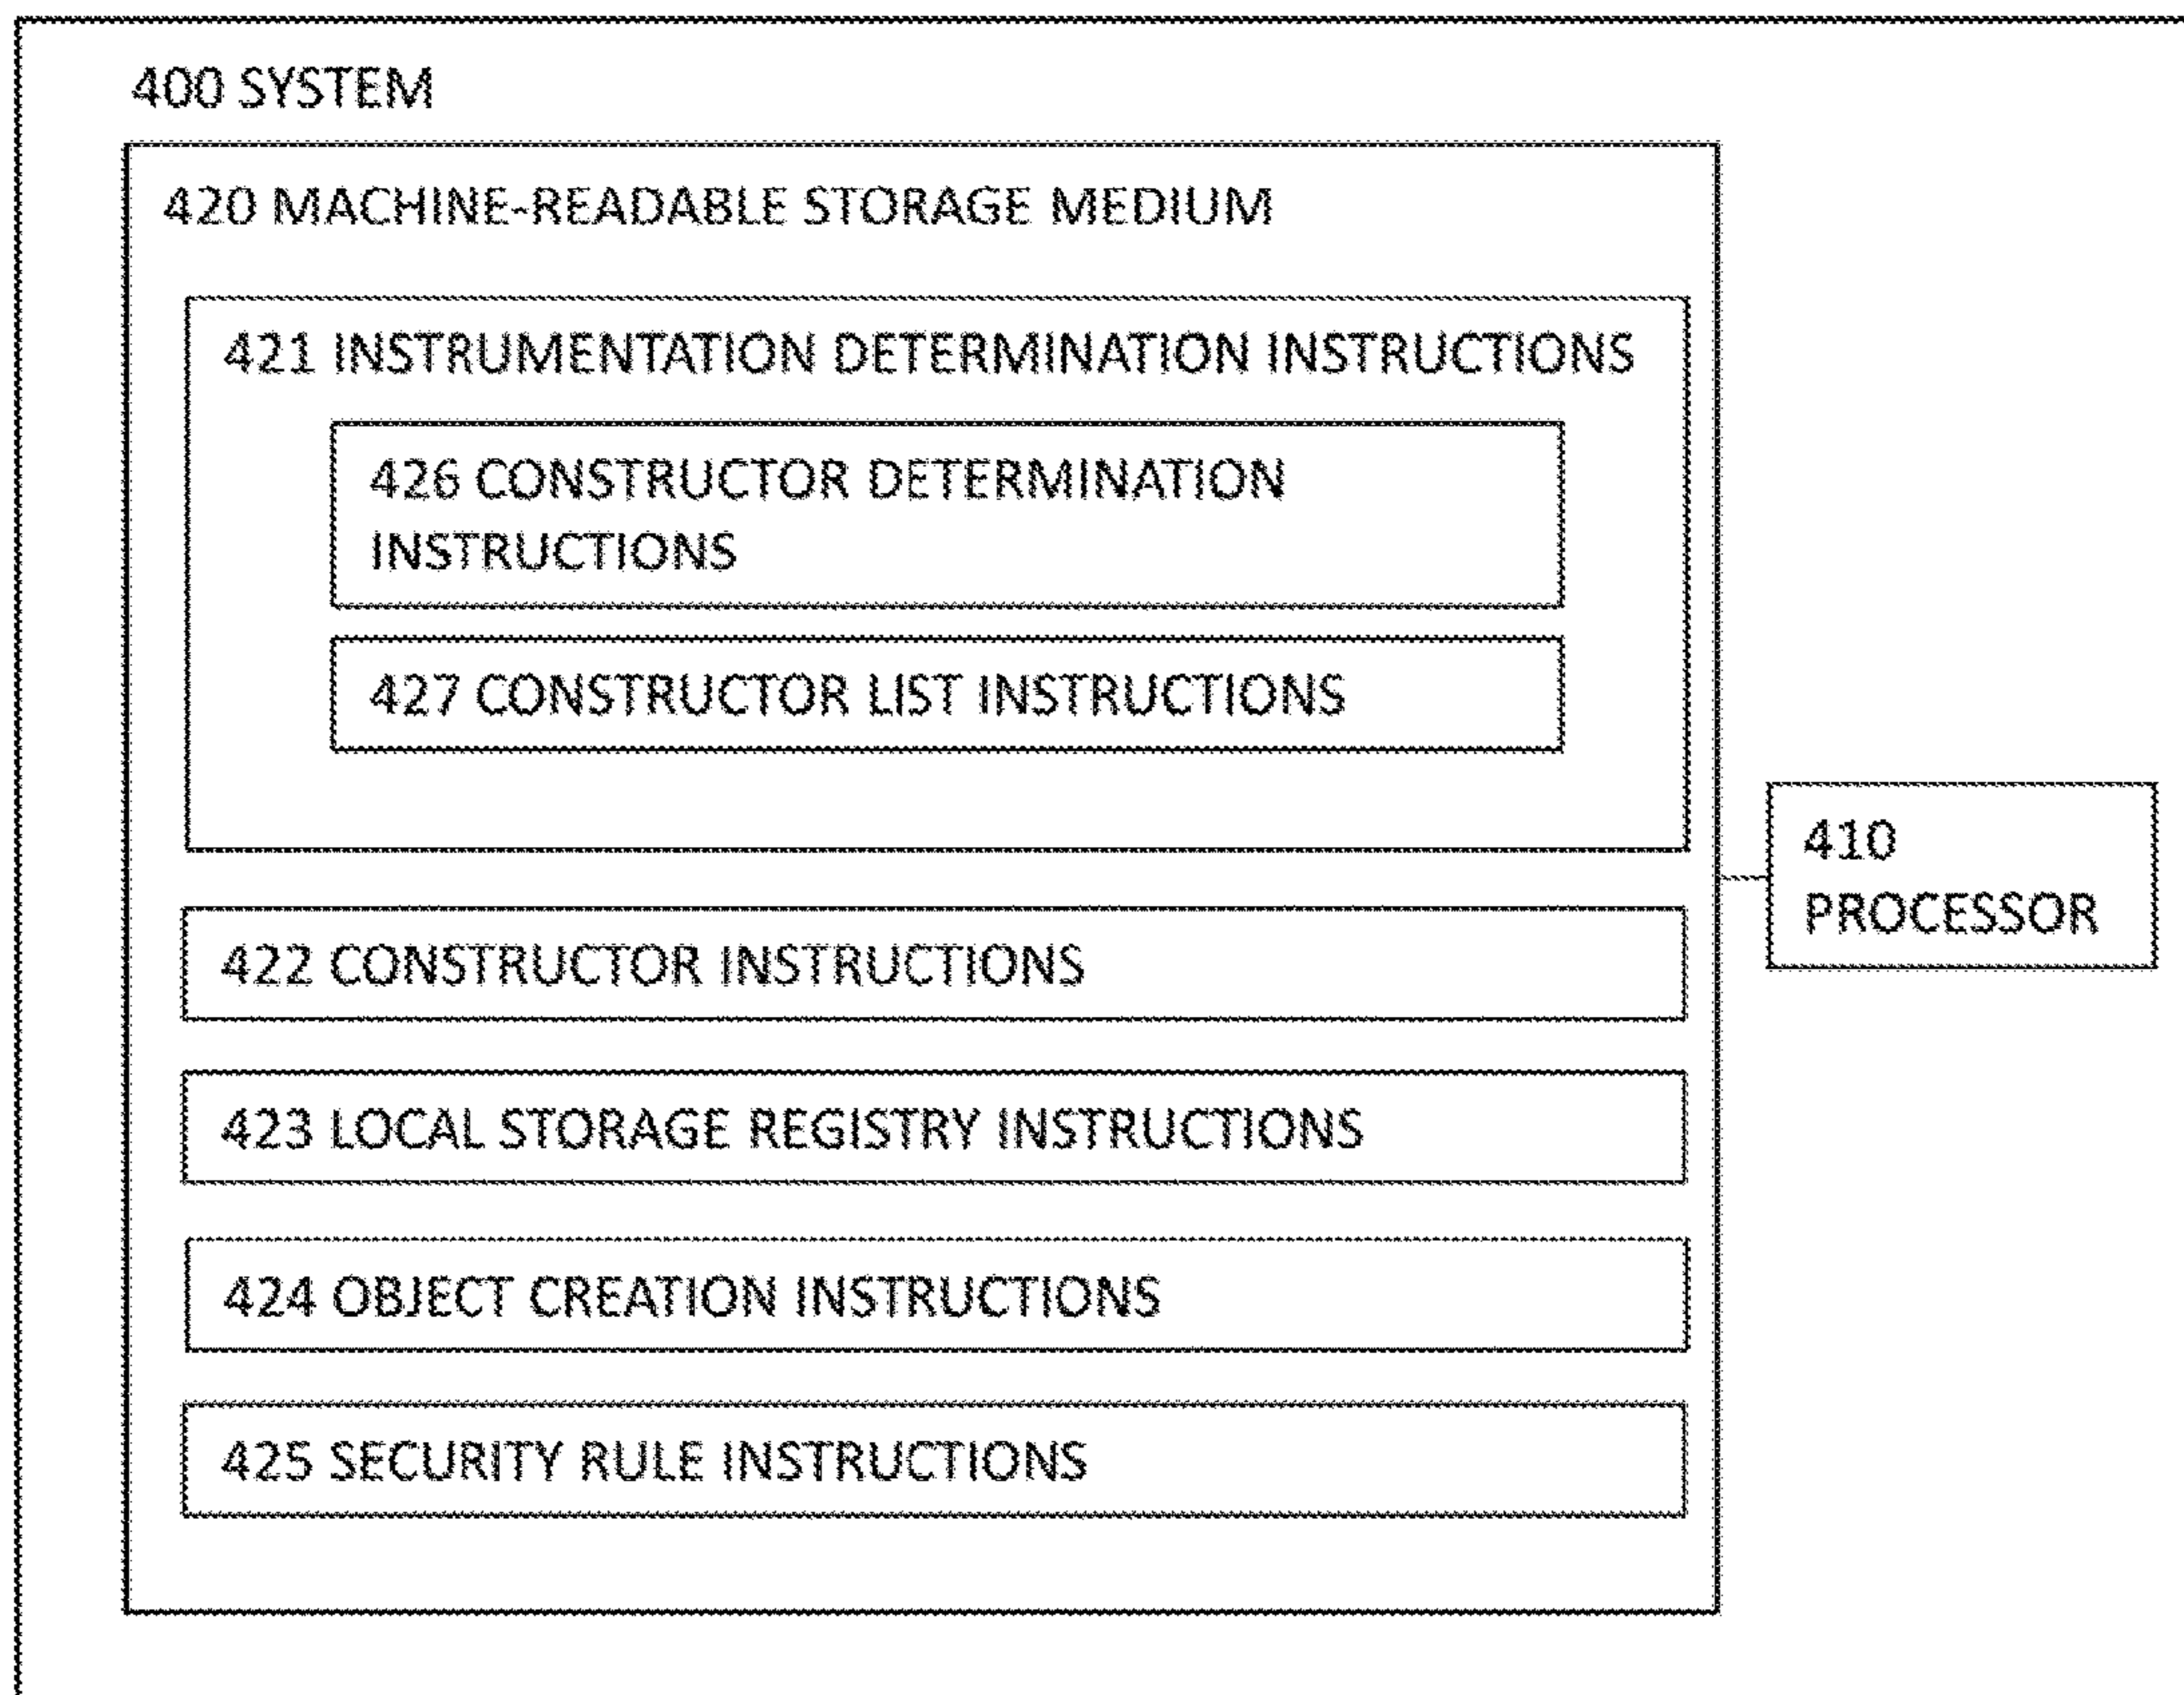 400 SYSTEM
420 MACHINE-READABLE STORAGE MEDIUM
421 INSTRUMENTATION DETERMINATION INSTRUCTIONS
426 CONSTRUCTOR DETERMINATION
INSTRUCTIONS
427 CONSTRUCTOR LIST INSTRUCTIONS
410
PROCESSOR
422 CONSTRUCTOR INSTRUCTIONS
423 LOCAL STORAGE REGISTRY INSTRUCTIONS
424 OBJECT CREATION INSTRUCTIONS
425 SECURITY RULE INSTRUCTIONS